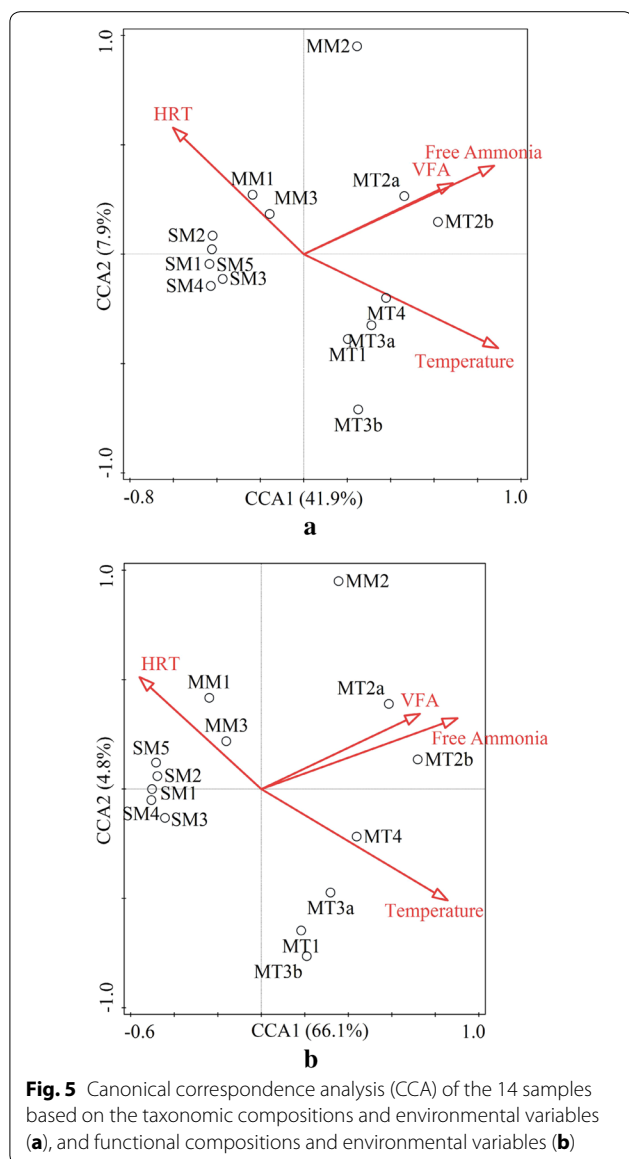 1.0
MM2
HRT
Free Ammonia
VFA
MM1
MT2a
MM3
MT2b
SM2
SM1 SM5
SM3
SM4
MT4
MT3a
MT1
Temperature
MT3b
CCA2 (7.9%)
-1.0
-0.8
CCA1 (41.9%)
1.0
a
1.0
MM2
HRT
MM1
MT2a
VFA
MM3
Free Ammonia
SM5
MT2b
SM2
SM1
SM4
SM3
MT4
MT3a
Temperature
MT1
MT3b
CCA2 (4.8%)
-1.0
-0.6
CCA1 (66.1%)
1.0
b
Fig. 5 Canonical correspondence analysis (CCA) of the 14 samples
based on the taxonomic compositions and environmental variables
(a), and functional compositions and environmental variables (b)